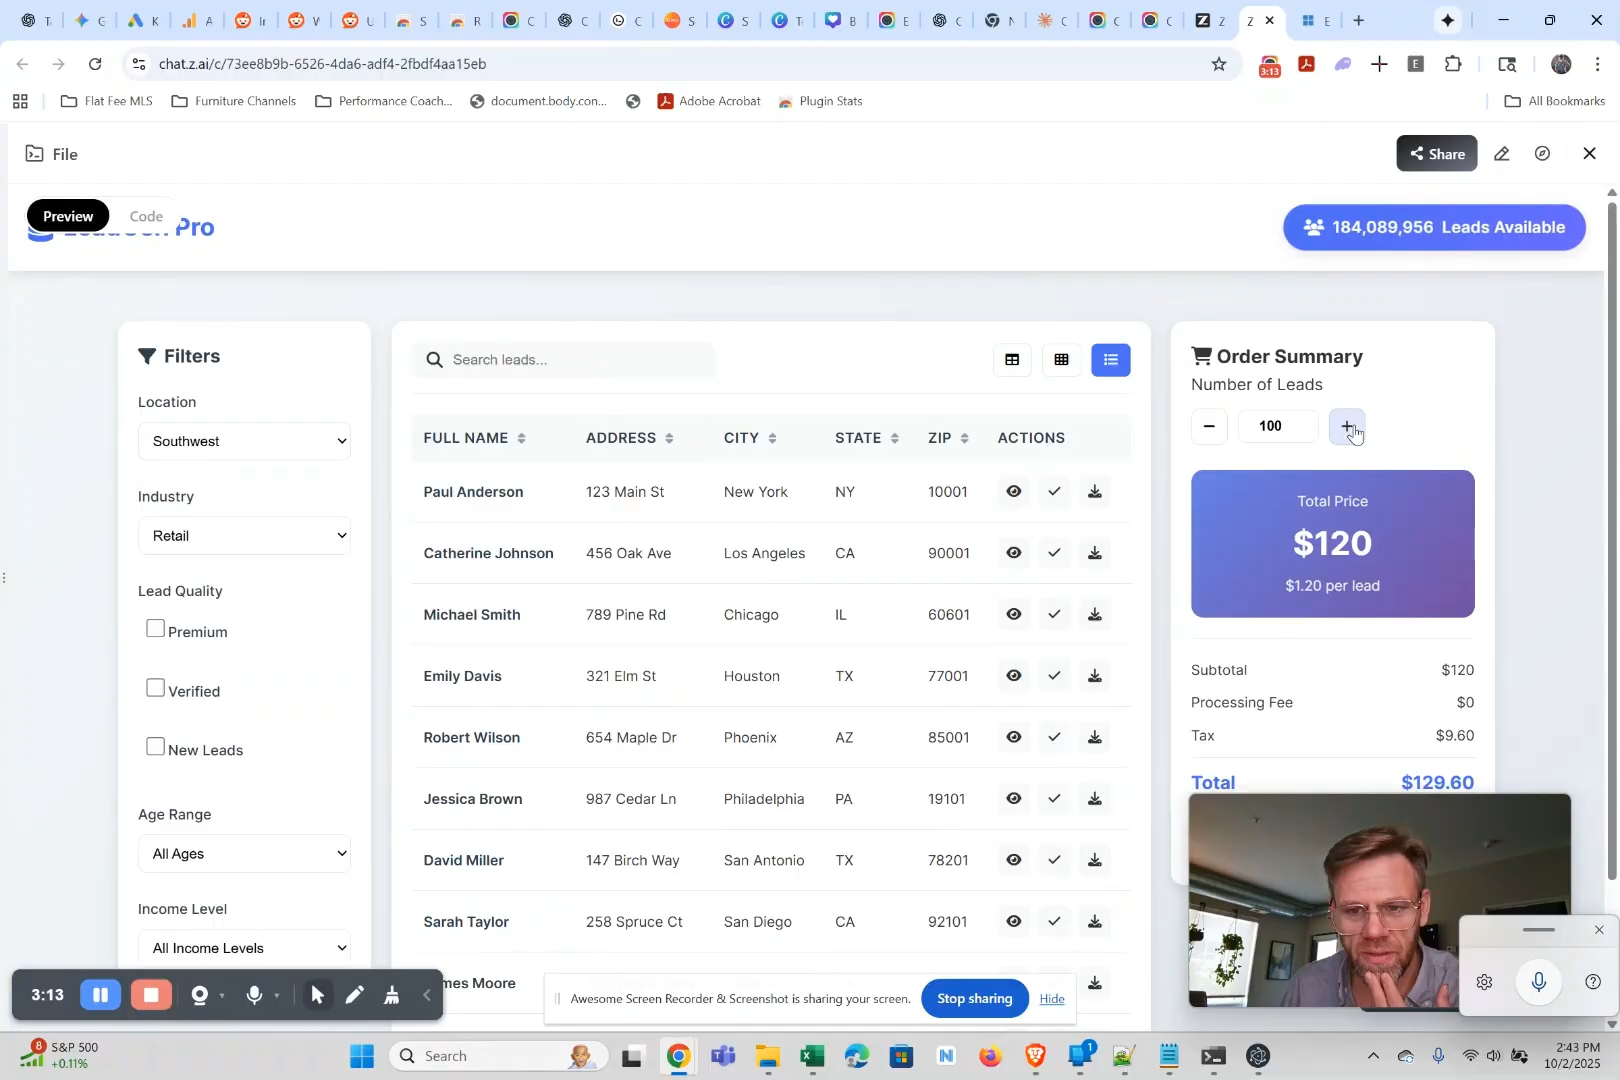 chat.z.ai/c/73ee8b9b-6526-4da6-adf4-2fbdf4aa15eb
3:13
Flat Fee MLS
Furniture Channels
Performance Coach...
document.body.con...
Adobe Acrobat
Plugin Stats
All Bookmarks
File
Share
Preview
Code
Pro
184,089,956 Leads Available
Filters
Location
Southwest
Industry
Retail
Lead Quality
Premium
Verified
New Leads
Age Range
All Ages
Income Level
All Income Levels
Search leads...
FULL NAME ADDRESS CITY STATE ZIP ACTIONS
Paul Anderson 123 Main St New York NY 10001
Catherine Johnson 456 Oak Ave Los Angeles CA 90001
Michael Smith 789 Pine Rd Chicago IL 60601
Emily Davis 321 Elm St Houston TX 77001
Robert Wilson 654 Maple Dr Phoenix AZ 85001
Jessica Brown 987 Cedar Ln Philadelphia PA 19101
David Miller 147 Birch Way San Antonio TX 78201
Sarah Taylor 258 Spruce Ct San Diego CA 92101
mes Moore
Order Summary
Number of Leads
100
Total Price
$120
$1.20 per lead
Subtotal $120
Processing Fee $0
Tax $9.60
Total $129.60
3:13
Awesome Screen Recorder & Screenshot is sharing your screen.
Stop sharing
Hide
8
S&P 500
+0.11%
Search
1
2:43 PM
10/2/2025